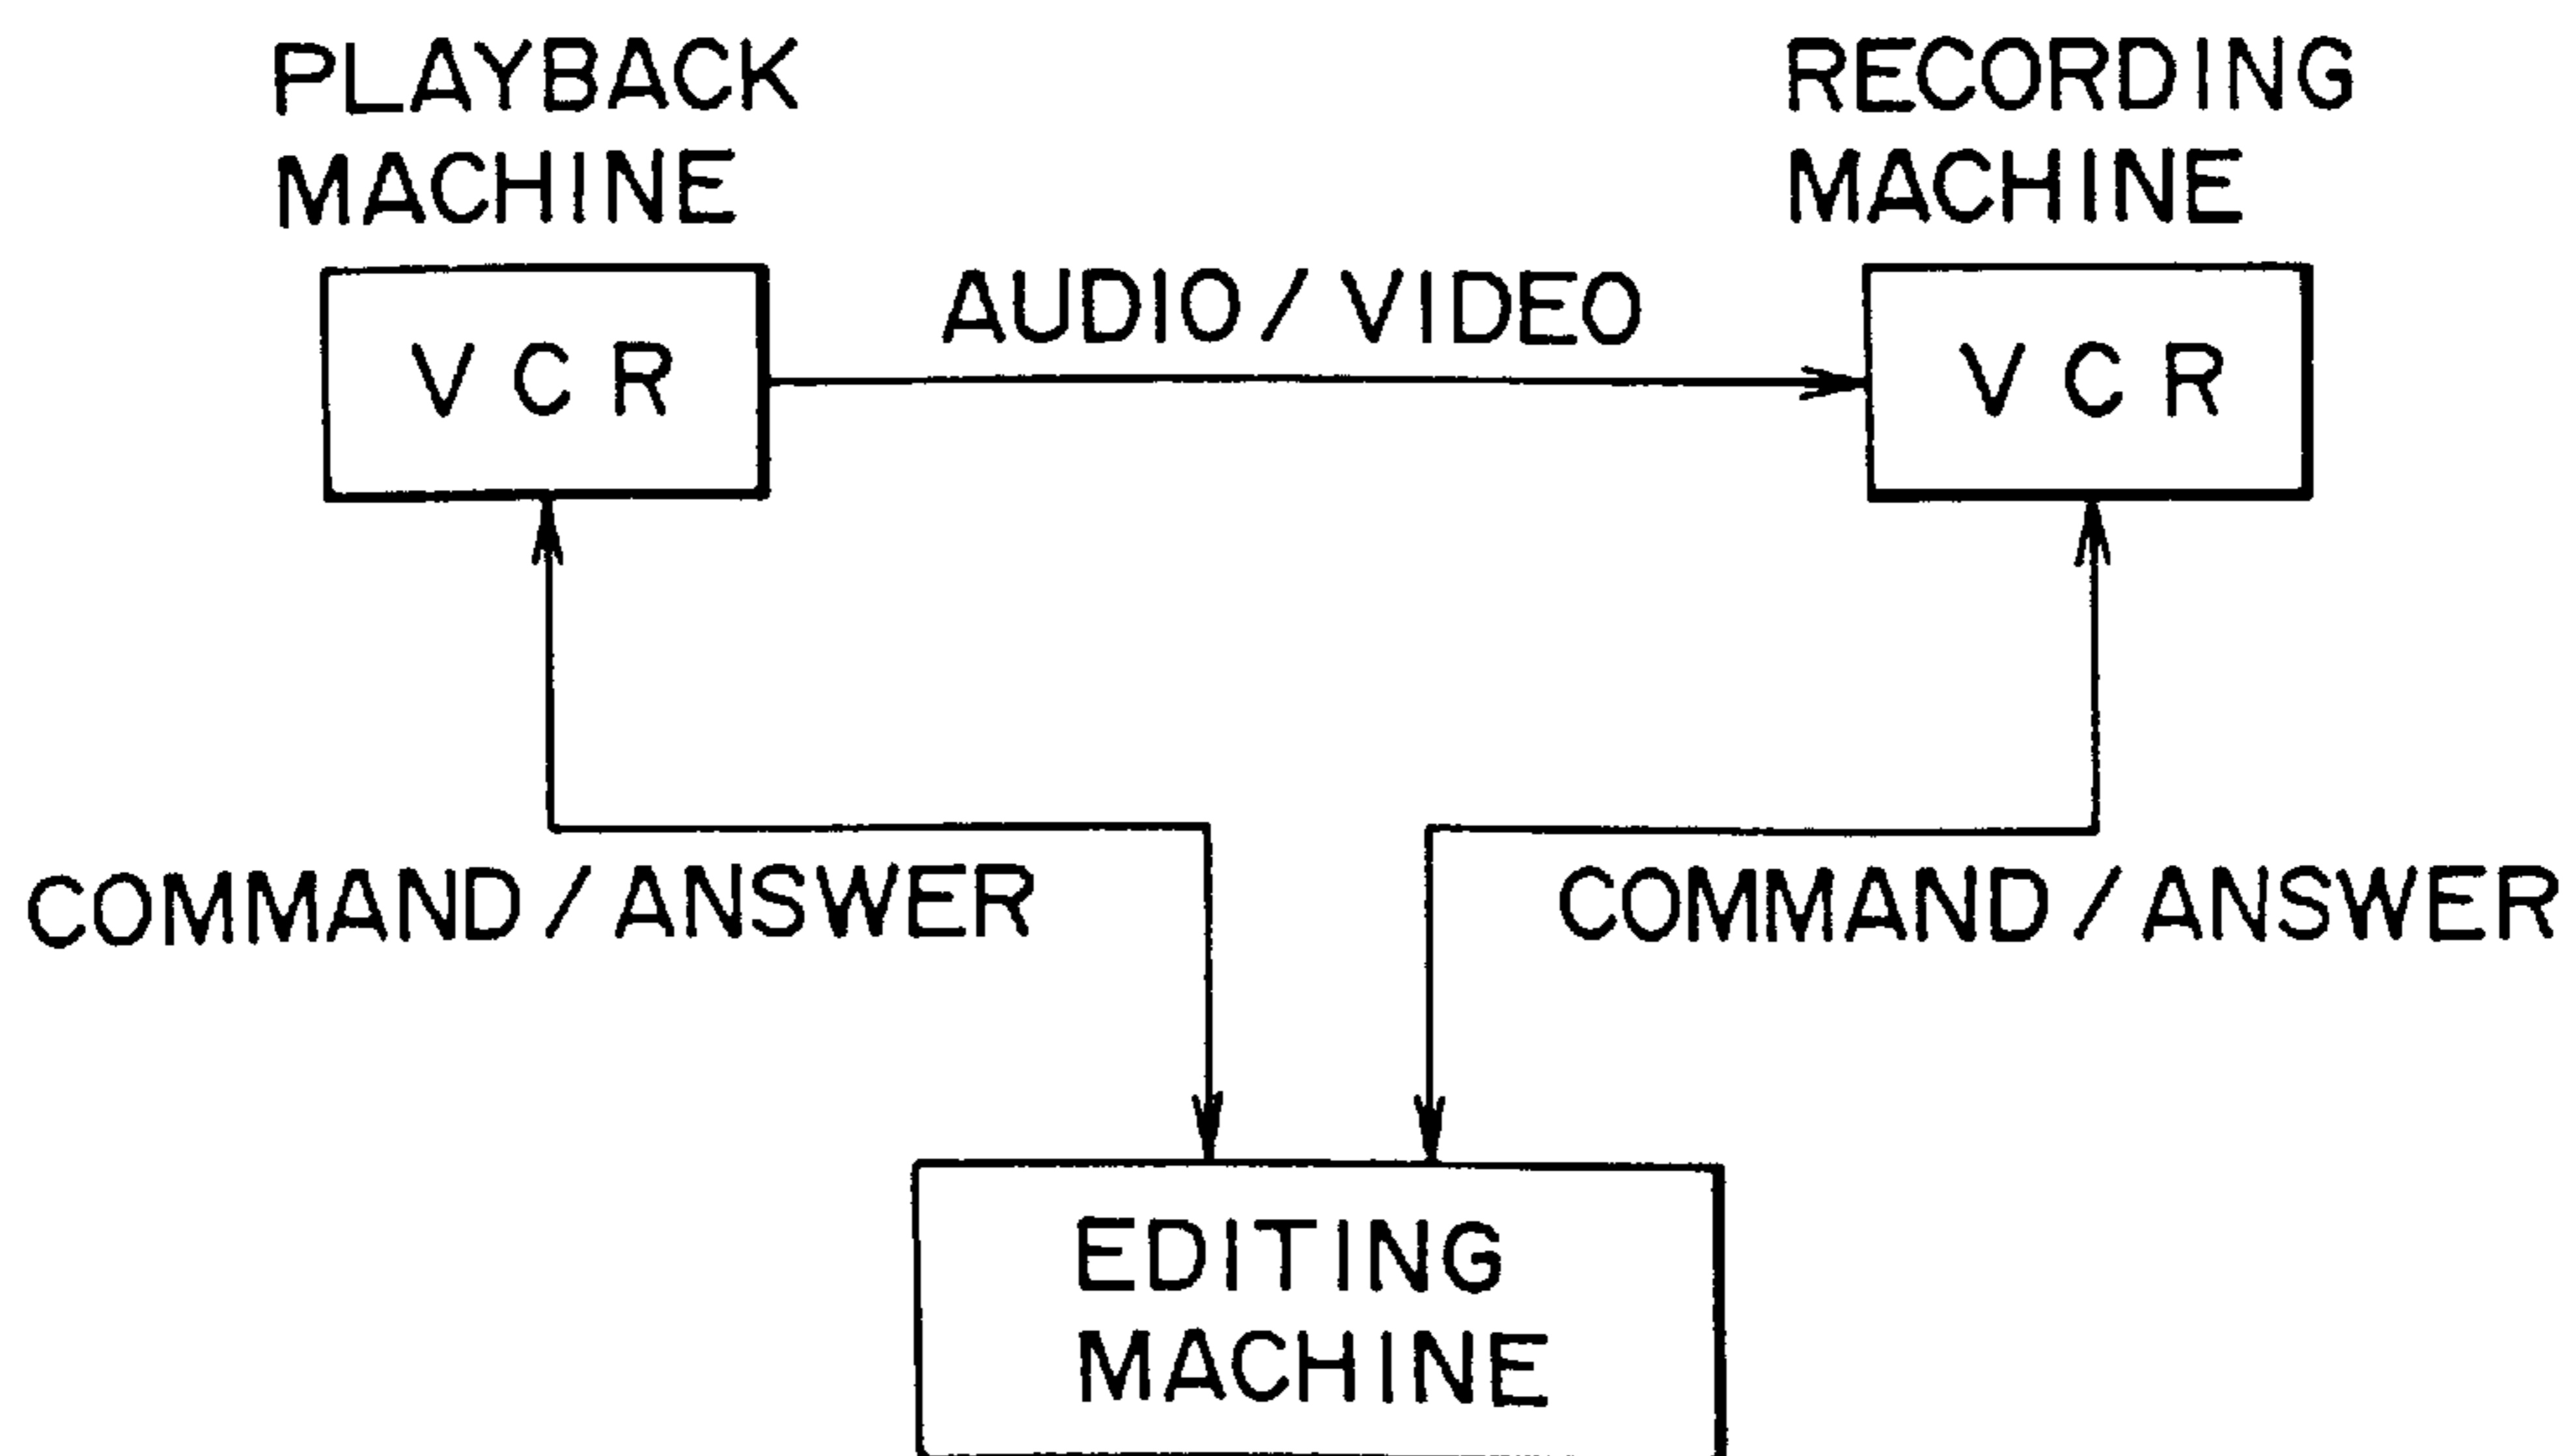 PLAYBACK
MACHINE
RECORDING
MACHINE
AUDIO / VIDEO
VCR
VCR
COMMAND / ANSWER
COMMAND / ANSWER
EDITING
MACHINE